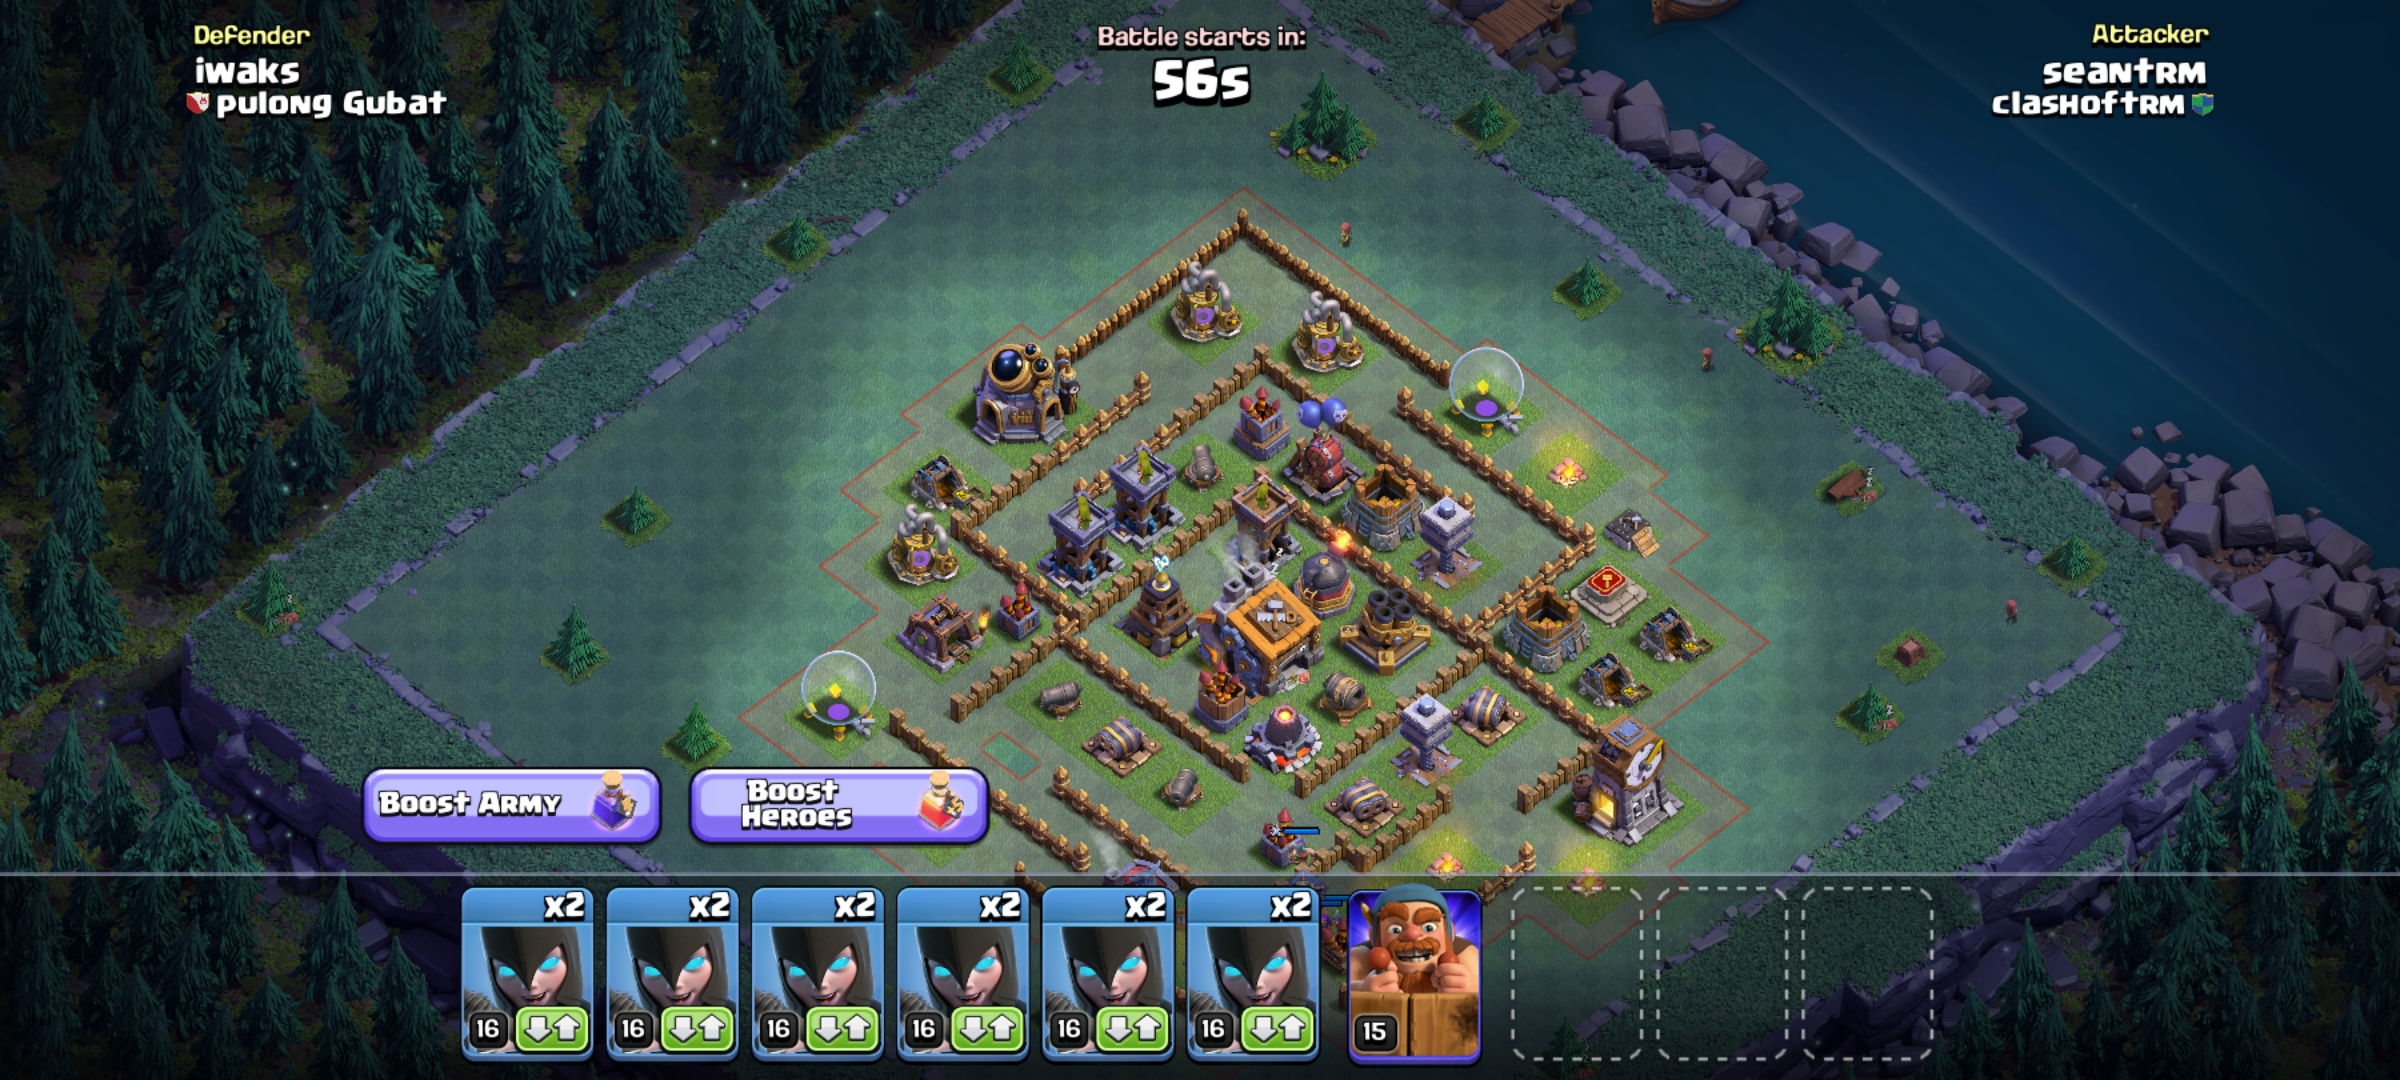 Defender
iwaks
pulong Gubat
Battle starts in:
56s
Attacker
seantRM
clashoftRM
Boost Army
Boost
Heroes
x2 x2 x2 x2 x2 x2
16 16 16 16 16 16 15